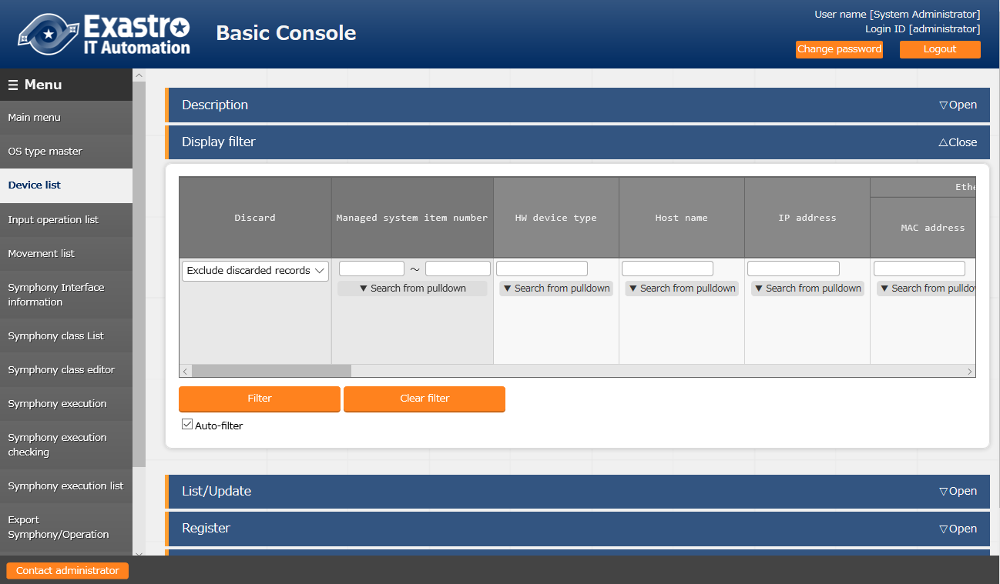 Exastro
IT Automation
Basic Console
User name [System Administrator]
Login ID [administrator]
Change password
Logout
Menu
Main menu
OS type master
Device list
Input operation list
Movement list
Symphony Interface
information
Symphony class List
Symphony class editor
Symphony execution
Symphony execution
checking
Symphony execution list
Export
Symphony/Operation
Contact administrator
Description
▽Open
Display filter
△Close
Discard
Managed system item number
HW device type
Host name
IP address
Ethe
MAC address
Exclude discarded records
～
▼ Search from pulldown
▼ Search from pulldown
▼ Search from pulldown
▼ Search from pulldown
▼ Search from pulldo
Filter
Clear filter
Auto-filter
List/Update
▽Open
Register
▽Open